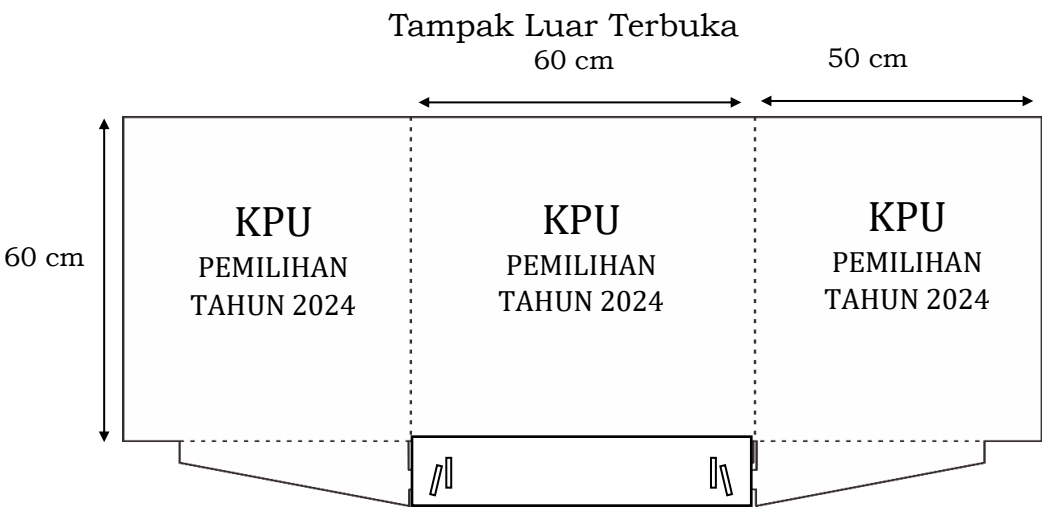 Tampak Luar Terbuka
60 cm
50 cm
60 cm
KPU
PEMILIHAN
TAHUN 2024
KPU
PEMILIHAN
TAHUN 2024
KPU
PEMILIHAN
TAHUN 2024